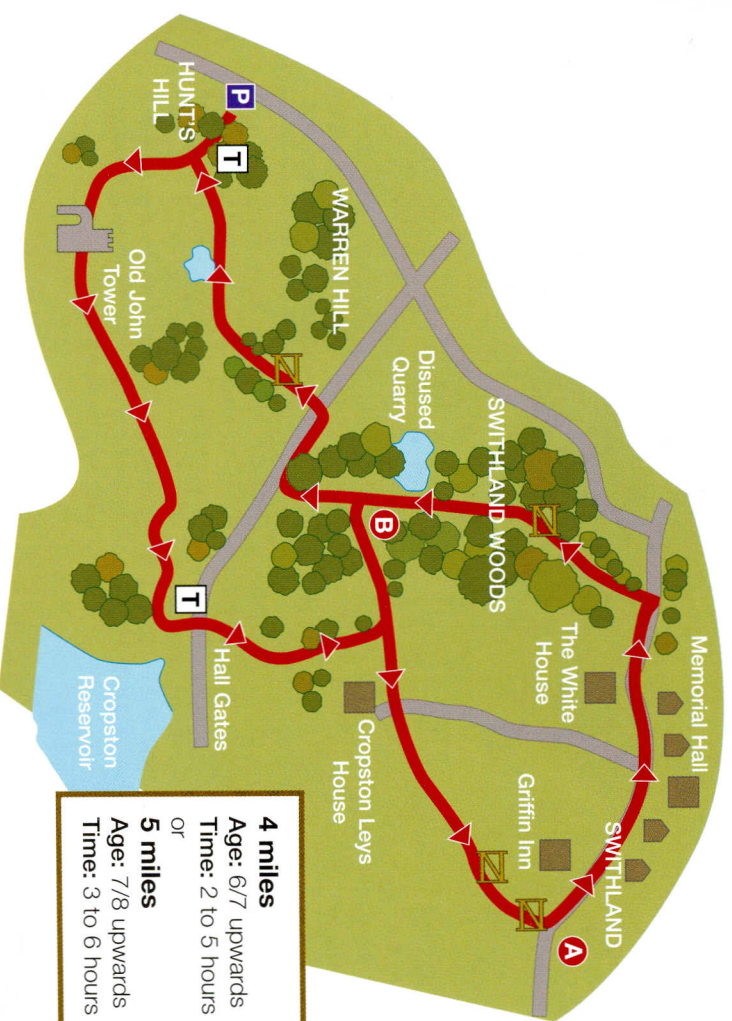 HUNT'S
HILL
P
T
WARREN HILL
Old John
Tower
Disused
Quarry
SWITHLAND WOODS
B
T
Hall Gates
Cropston
Reservoir
The White
House
Memorial Hall
Cropston Leys
House
Griffin Inn
SWITHLAND
A
4 miles
Age: 6/7 upwards
Time: 2 to 5 hours
or
5 miles
Age: 7/8 upwards
Time: 3 to 6 hours